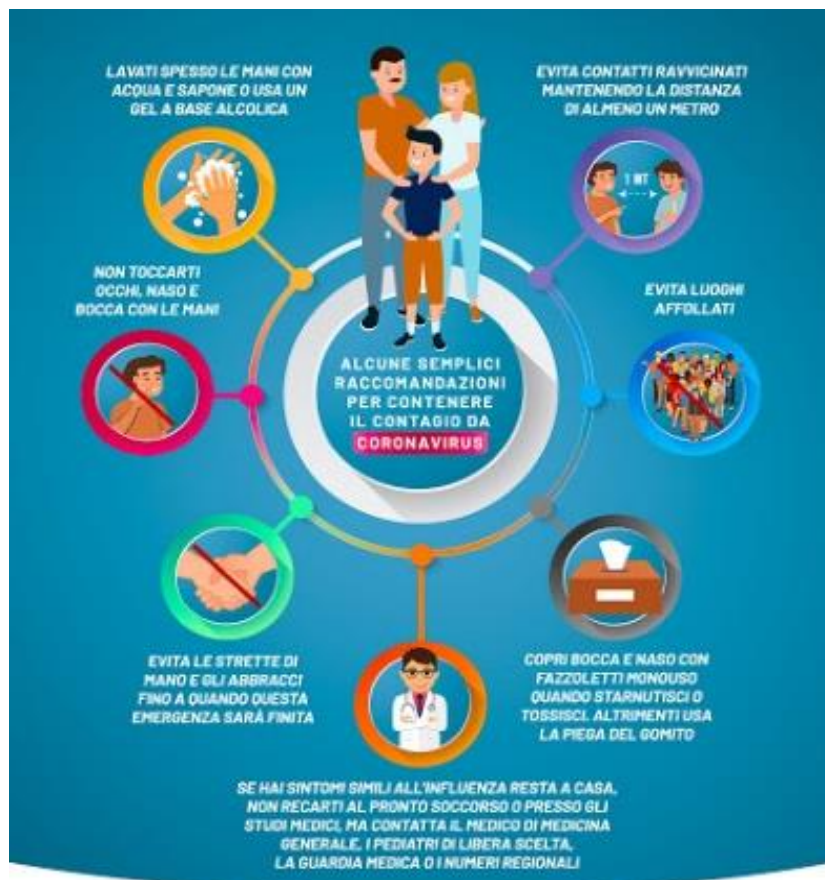 LAVATI SPESSO LE MANI CON
ACQUA E SAPONE O USA UN
GEL A BASE ALCOLICA
EVITA CONTATTI RAVVICINATI
MANTENENDO LA DISTANZA
DI ALMENO UN METRO
1 MT
NON TOCCARTI
OCCHI, NASO E
BOCCA CON LE MANI
EVITA LUOGHI
AFFOLLATI
ALCUNE SEMPLICI
RACCOMANDAZIONI
PER CONTENERE
IL CONTAGIO DA
CORONAVIRUS
EVITA LE STRETTE DI
MANO E GLI ABBRACCI
FINO A QUANDO QUESTA
EMERGENZA SARÀ FINITA
COPRI BOCCA E NASO CON
FAZZOLETTI MONOUSO
QUANDO STARNUTISCI O
TOSSISCI. ALTRIMENTI USA
LA PIEGA DEL GOMITO
SE HAI SINTOMI SIMILI ALL'INFLUENZA RESTA A CASA,
NON RECARTI AL PRONTO SOCCORSO O PRESSO GLI
STUDI MEDICI, MA CONTATTA IL MEDICO DI MEDICINA
GENERALE, I PEDIATRI DI LIBERA SCELTA,
LA GUARDIA MEDICA O I NUMERI REGIONALI